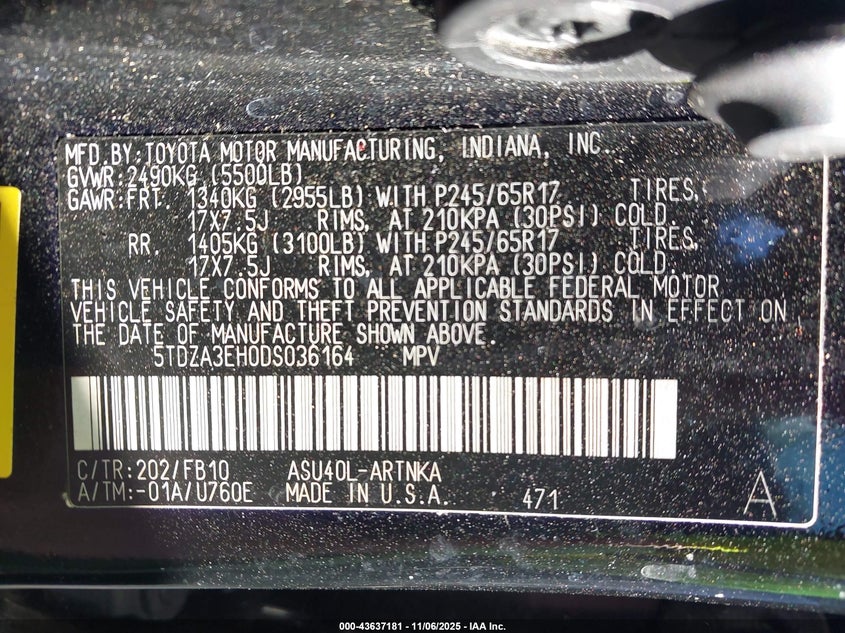 MFD.BY:TOYOTA MOTOR MANUFACTURING, INDIANA, INC.
GVWR:2490KG (5500LB)
GAWR:FRT. 1340KG (2955LB) WITH P245/65R17 TIRES,
17X7.5J RIMS, AT 210KPA (30PSI) COLD.
RR. 1405KG (3100LB) WITH P245/65R17 TIRES,
17X7.5J RIMS, AT 210KPA (30PSI) COLD.
THIS VEHICLE CONFORMS TO ALL APPLICABLE FEDERAL MOTOR
VEHICLE SAFETY AND THEFT PREVENTION STANDARDS IN EFFECT ON
THE DATE OF MANUFACTURE SHOWN ABOVE.
5TDZA3EH0DS036164 MPV
C/TR:202/FB10 ASU40L-ARTNKA
A/TM:-01A/U760E MADE IN U.S.A. 471 A
000-43637181 - 11/06/2025 - IAA Inc.